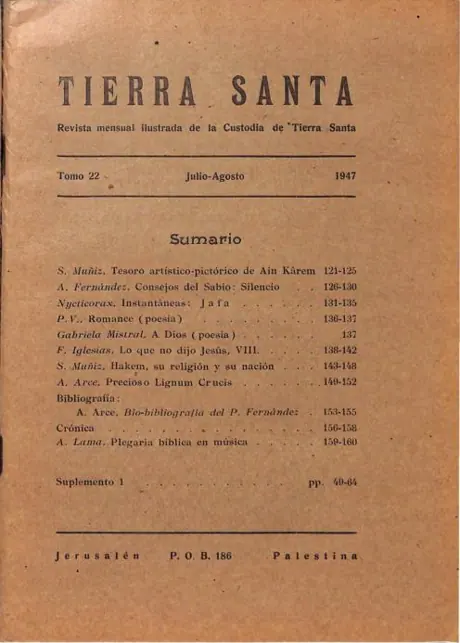 TIERRA SANTA
Revista mensual ilustrada de la Custodia de Tierra Santa
Tomo 22 Julio-Agosto 1947
Sumario
S. Muñiz, Tesoro artístico-pictórico de Ain Kârem 121-125
A. Fernández, Consejos del Sabio: Silencio . . 126-130
Nycticorax, Instantáneas: Jafa . . . . . . 131-135
P. V., Romance (poesía) . . . . . . . 136-137
Gabriela Mistral, A Dios (poesía) . . . . . . 137
F. Iglesias, Lo que no dijo Jesús, VIII. . . . . 138-142
S. Muñiz, Hakem, su religión y su nación . . . 143-148
A. Arce, Precioso Lignum Crucis . . . . . . 149-152
Bibliografía:
A. Arce, Bio-bibliografía del P. Fernández . 153-155
Crónica . . . . . . . . . . . 156-158
A. Lama, Plegaria bíblica en música . . . . . 159-160
Suplemento 1 . . . . . . . . . . . pp. 49-64
Jerusalén P. O. B. 186 Palestina